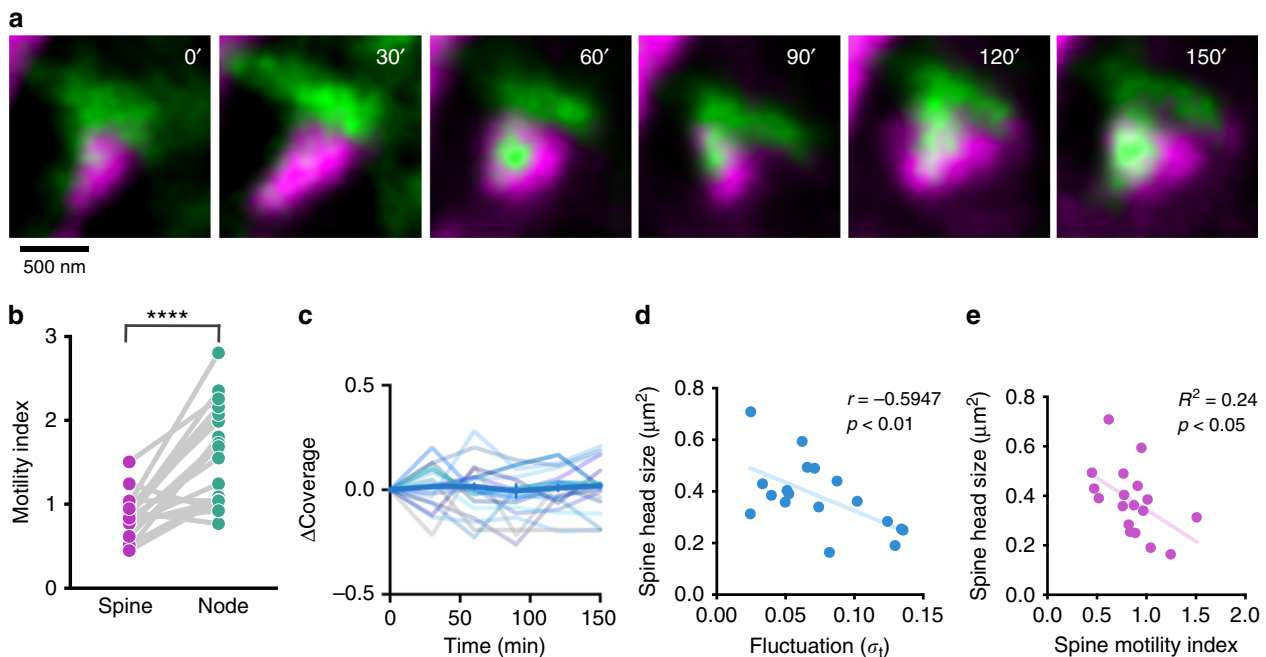 a
0′ 30′ 60′ 90′ 120′ 150′
500 nm
b
****
Motility index
3
2
1
0
Spine Node
c
ΔCoverage
0.5
0.0
−0.5
0 50 100 150
Time (min)
d
Spine head size (μm²)
0.8
0.6
0.4
0.2
0.0
r = −0.5947
p < 0.01
0.00 0.05 0.10 0.15
Fluctuation (σt)
e
Spine head size (μm²)
0.8
0.6
0.4
0.2
0.0
R² = 0.24
p < 0.05
0.0 0.5 1.0 1.5 2.0
Spine motility index